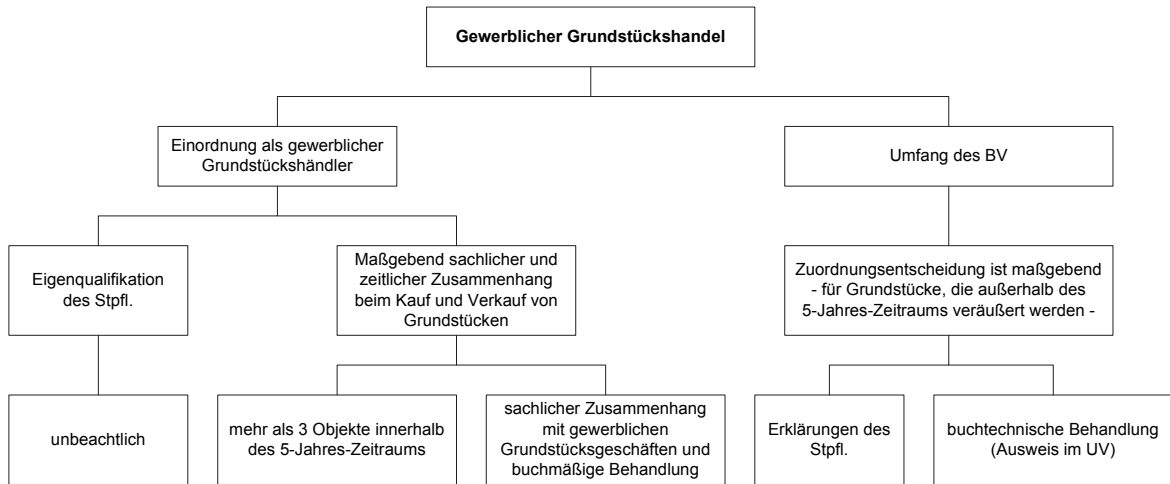 Gewerblicher Grundstückshandel
Einordnung als gewerblicher
Grundstückshändler
Umfang des BV
Eigenqualifikation
des Stpfl.
Maßgebend sachlicher und
zeitlicher Zusammenhang
beim Kauf und Verkauf von
Grundstücken
Zuordnungsentscheidung ist maßgebend
- für Grundstücke, die außerhalb des
5-Jahres-Zeitraums veräußert werden -
unbeachtlich
mehr als 3 Objekte innerhalb
des 5-Jahres-Zeitraums
sachlicher Zusammenhang
mit gewerblichen
Grundstücksgeschäften und
buchmäßige Behandlung
Erklärungen des
Stpfl.
buchtechnische Behandlung
(Ausweis im UV)